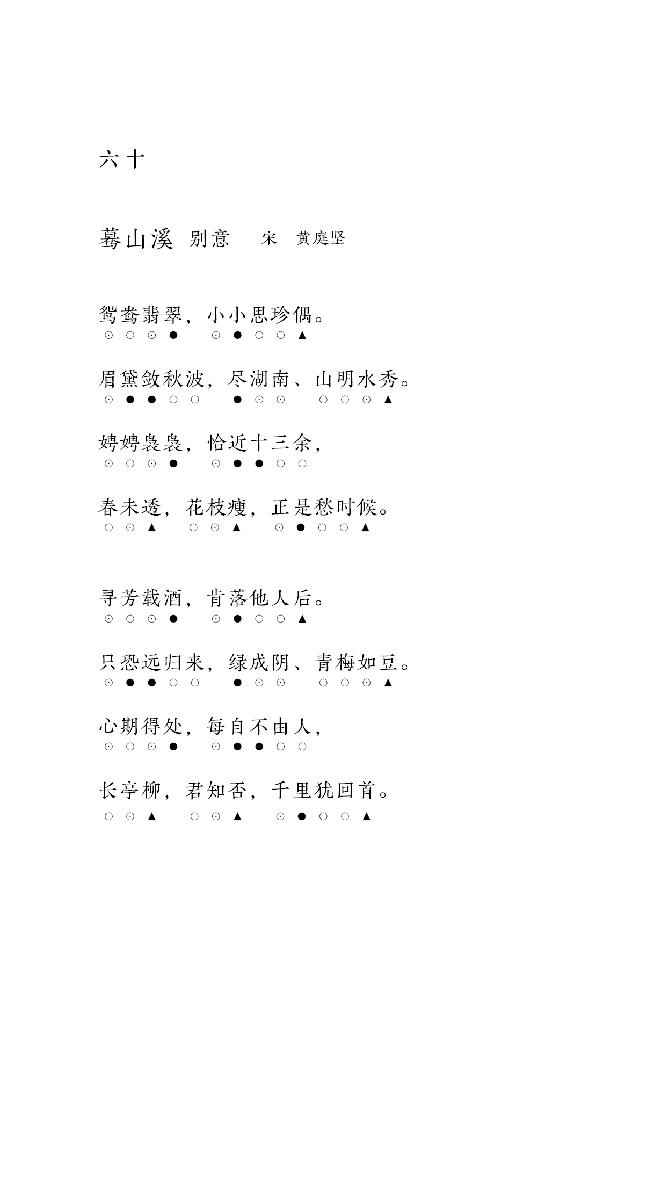 六十
蓦山溪 别意 宋 黄庭坚
鸳鸯翡翠，小小思珍偶。
⊙○⊙● ⊙●○○▲
眉黛敛秋波，尽湖南、山明水秀。
⊙●●○○ ●⊙⊙ ○○⊙▲
娉娉袅袅，恰近十三余，
⊙○⊙● ⊙●●○○
春未透，花枝瘦，正是愁时候。
○⊙▲ ○⊙▲ ⊙●○○▲
寻芳载酒，肯落他人后。
⊙○⊙● ⊙●○○▲
只恐远归来，绿成阴、青梅如豆。
⊙●●○○ ●⊙⊙ ○○⊙▲
心期得处，每自不由人，
⊙○⊙● ⊙●●○○
长亭柳，君知否，千里犹回首。
○⊙▲ ○⊙▲ ⊙●○○▲